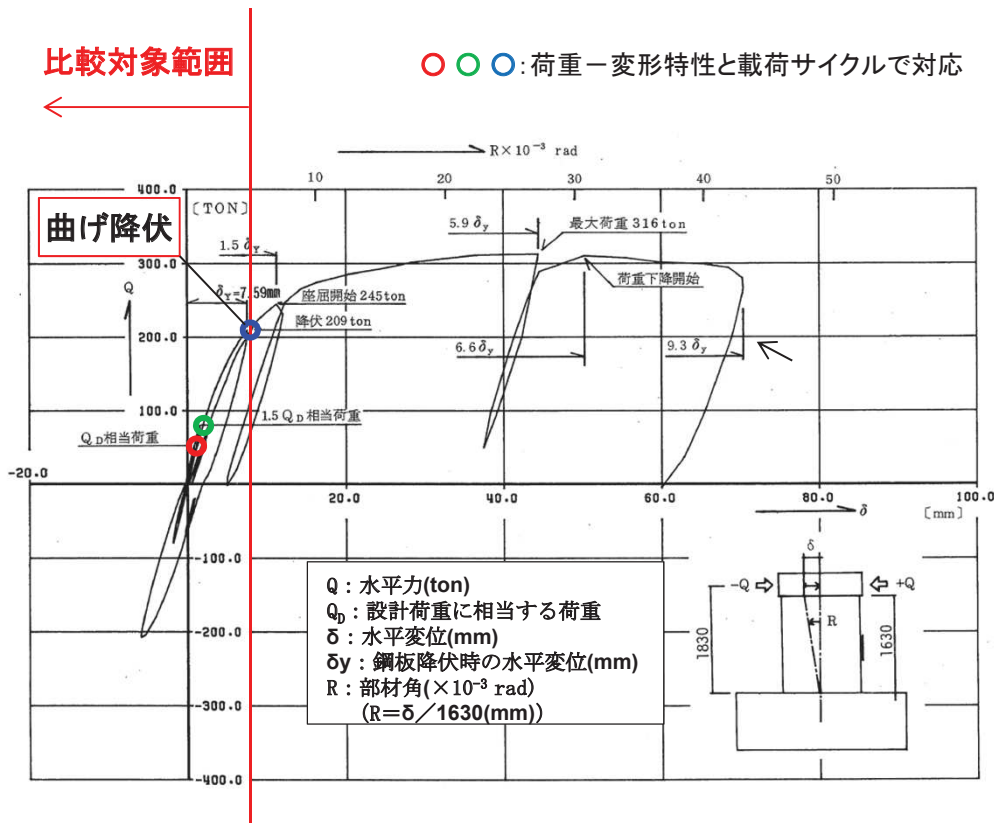 比較対象範囲
○ ○ ○:荷重－変形特性と載荷サイクルで対応
R×10⁻³ rad
10 20 30 40 50
400.0
[TON]
曲げ降伏
1.5 δY
5.9 δy
最大荷重 316 ton
300.0
Q
δY=7.59mm
座屈開始 245ton
荷重下降開始
降伏 209 ton
200.0
6.6 δy
9.3 δy
100.0
1.5 QD 相当荷重
QD相当荷重
-20.0
20.0 40.0 60.0 80.0 100.0
δ
[mm]
-100.0
-200.0
-300.0
-400.0
Q：水平力(ton)
QD：設計荷重に相当する荷重
δ：水平変位(mm)
δy：鋼板降伏時の水平変位(mm)
R：部材角(×10⁻³ rad)
(R=δ／1630(mm))
δ
-Q
+Q
R
1830
1630